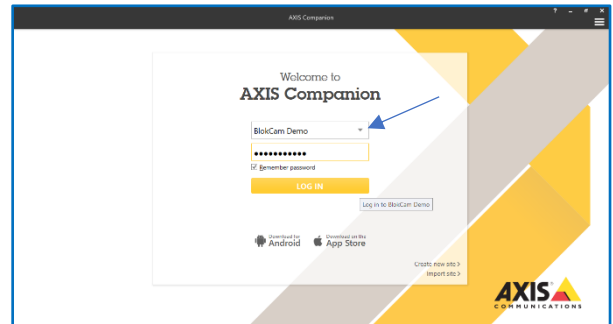 AXIS Companion
Welcome to
AXIS Companion
BlokCam Demo
Remember password
LOG IN
Log in to BlokCam Demo
Download for
Android
Download on the
App Store
Create new site >
Import site >
AXIS
COMMUNICATIONS